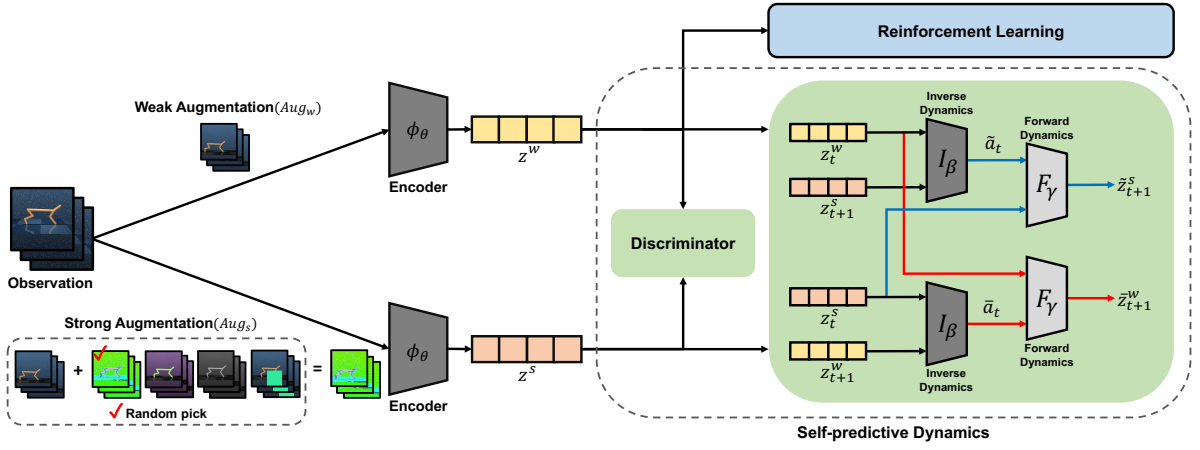 Reinforcement Learning
Weak Augmentation(Aug_w)
ϕ_θ
Encoder
z^w
Observation
Strong Augmentation(Aug_s)
+
=
✓ Random pick
ϕ_θ
Encoder
z^s
Discriminator
Inverse
Dynamics
z_t^w
I_β
ã_t
z_{t+1}^s
Forward
Dynamics
F_γ
z̃_{t+1}^s
z_t^s
I_β
ā_t
z_{t+1}^w
Inverse
Dynamics
F_γ
z̄_{t+1}^w
Forward
Dynamics
Self-predictive Dynamics